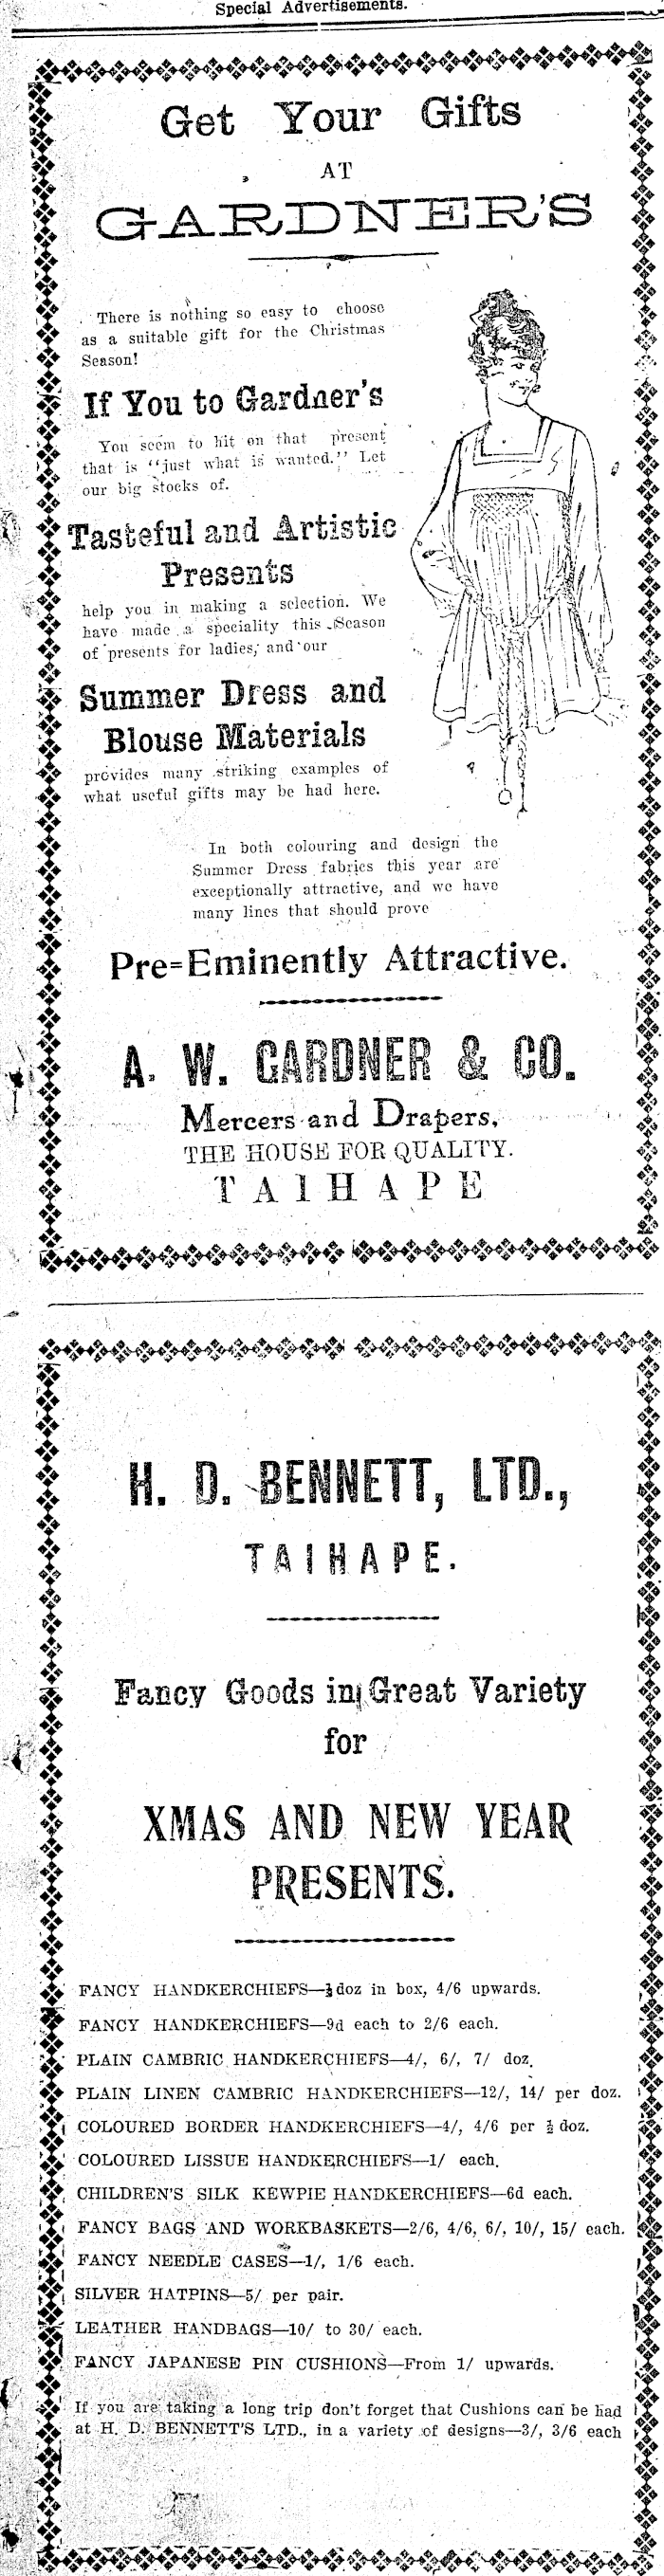 Special Advertisements.
Get Your Gifts
AT
GARDNER'S
There is nothing so easy to choose
as a suitable gift for the Christmas
Season!
If You to Gardner's
You seem to hit on that present
that is "just what is wanted." Let
our big stocks of.
Tasteful and Artistic
Presents
help you in making a selection. We
have made a speciality this Season
of presents for ladies, and our
Summer Dress and
Blouse Materials
provides many striking examples of
what useful gifts may be had here.
In both colouring and design the
Summer Dress fabrics this year are
exceptionally attractive, and we have
many lines that should prove
Pre=Eminently Attractive.
A. W. GARDNER & CO.
Mercers and Drapers,
THE HOUSE FOR QUALITY.
TAIHAPE
H. D. BENNETT, LTD.,
TAIHAPE.
Fancy Goods in Great Variety
for
XMAS AND NEW YEAR
PRESENTS.
FANCY HANDKERCHIEFS—½doz in box, 4/6 upwards.
FANCY HANDKERCHIEFS—9d each to 2/6 each.
PLAIN CAMBRIC HANDKERCHIEFS—4/, 6/, 7/ doz.
PLAIN LINEN CAMBRIC HANDKERCHIEFS—12/, 14/ per doz.
COLOURED BORDER HANDKERCHIEFS—4/, 4/6 per ½ doz.
COLOURED LISSUE HANDKERCHIEFS—1/ each.
CHILDREN'S SILK KEWPIE HANDKERCHIEFS—6d each.
FANCY BAGS AND WORKBASKETS—2/6, 4/6, 6/, 10/, 15/ each.
FANCY NEEDLE CASES—1/, 1/6 each.
SILVER HATPINS—5/ per pair.
LEATHER HANDBAGS—10/ to 30/ each.
FANCY JAPANESE PIN CUSHIONS—From 1/ upwards.
If you are taking a long trip don't forget that Cushions can be had
at H. D. BENNETT'S LTD., in a variety of designs—3/, 3/6 each